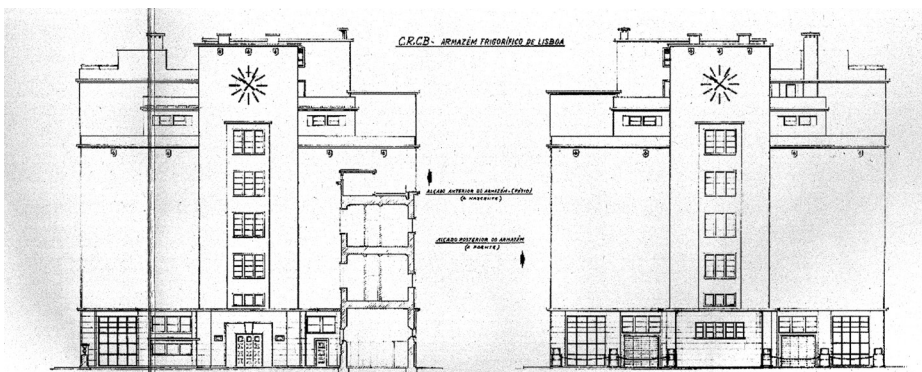 C.R.C.B - ARMAZÉM FRIGORÍFICO DE LISBOA
ALÇADO ANTERIOR DO ARMAZÉM - (PÁTIO)
(A NASCENTE)
ALÇADO POSTERIOR DO ARMAZÉM
(A POENTE)